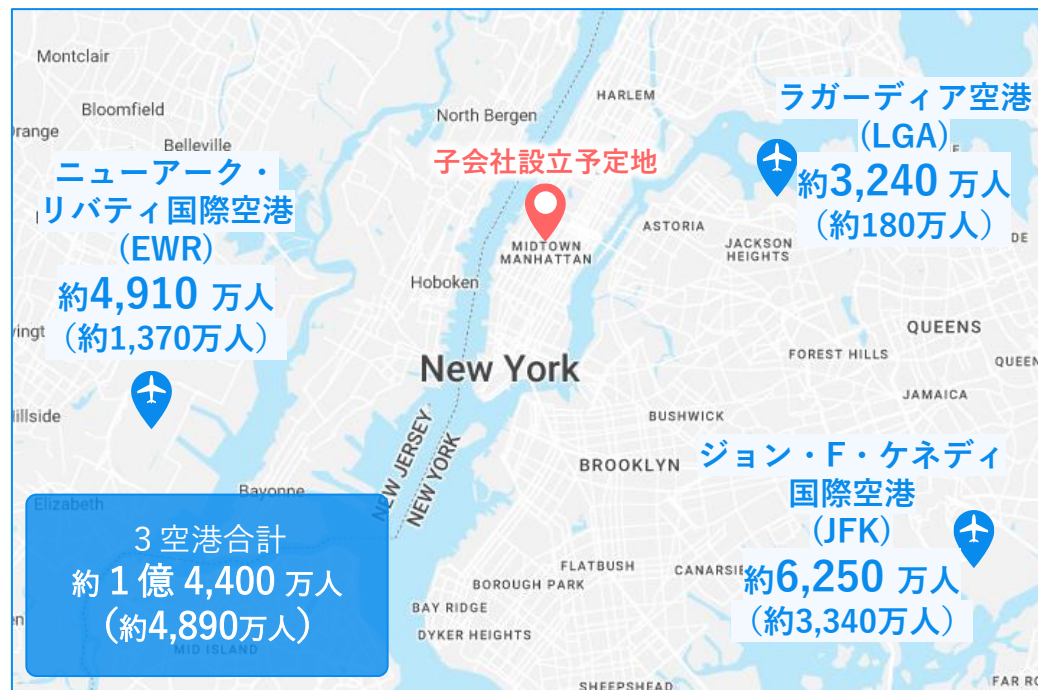 Montclair
Bloomfield
Belleville
North Bergen
HARLEM
ラガーディア空港
(LGA)
約3,240 万人
（約180万人）
子会社設立予定地
MIDTOWN
MANHATTAN
ASTORIA
JACKSON
HEIGHTS
ニューアーク・
リバティ国際空港
(EWR)
約4,910 万人
（約1,370万人）
Hoboken
QUEENS
FOREST HILLS
New York
JAMAICA
BUSHWICK
NEW JERSEY
NEW YORK
BROOKLYN
ジョン・F・ケネディ
国際空港
(JFK)
約6,250 万人
（約3,340万人）
Bayonne
Elizabeth
３空港合計
約１億 4,400 万人
（約4,890万人）
MID ISLAND
FLATBUSH
CANARSIE
BOROUGH PARK
BAY RIDGE
DYKER HEIGHTS
SHEEPSHEAD
FAR RO